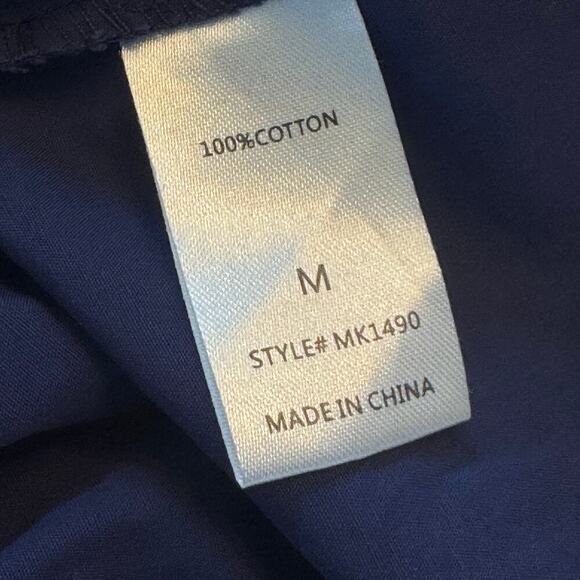 100%COTTON
M
STYLE# MK1490
MADE IN CHINA